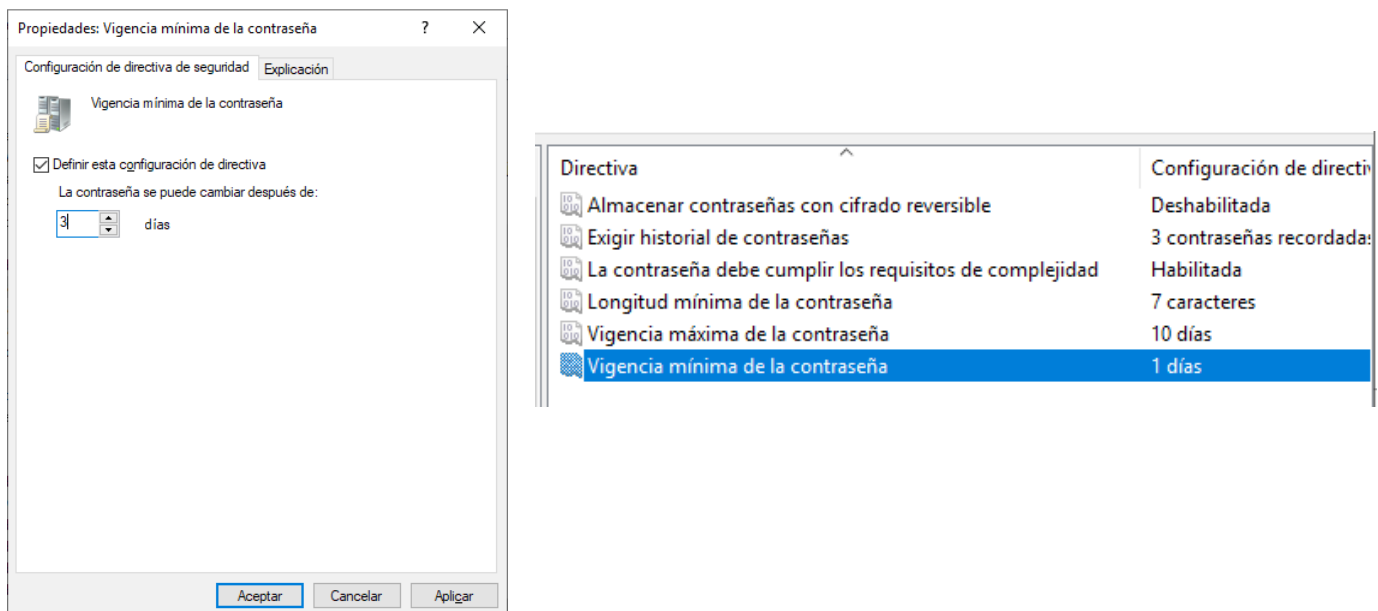 Propiedades: Vigencia mínima de la contraseña ?
Configuración de directiva de seguridad Explicación
Vigencia mínima de la contraseña
Definir esta configuración de directiva
La contraseña se puede cambiar después de:
3 días
Aceptar Cancelar Aplicar
Directiva Configuración de directiv
Almacenar contraseñas con cifrado reversible Deshabilitada
Exigir historial de contraseñas 3 contraseñas recordadas
La contraseña debe cumplir los requisitos de complejidad Habilitada
Longitud mínima de la contraseña 7 caracteres
Vigencia máxima de la contraseña 10 días
Vigencia mínima de la contraseña 1 días